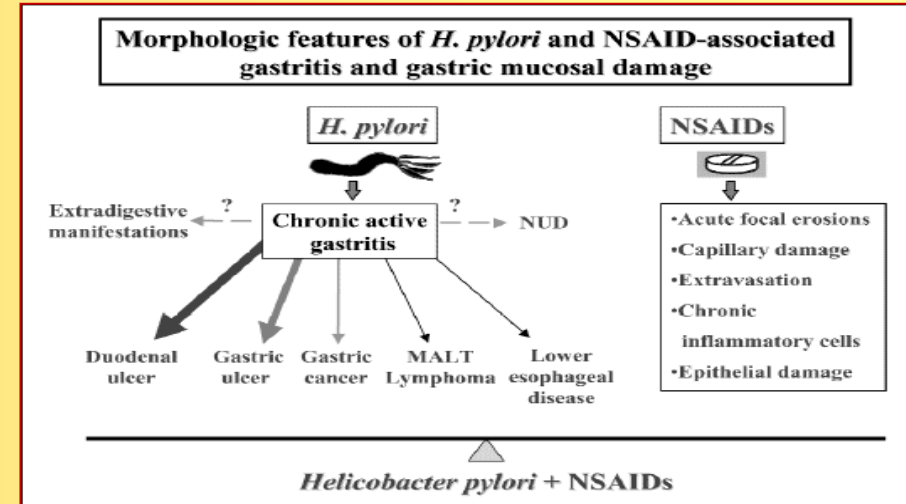 Morphologic features of H. pylori and NSAID-associated
gastritis and gastric mucosal damage
H. pylori
NSAIDs
Extradigestive
manifestations
?
Chronic active
gastritis
?
NUD
Duodenal
ulcer
Gastric
ulcer
Gastric
cancer
MALT
Lymphoma
Lower
esophageal
disease
•Acute focal erosions
•Capillary damage
•Extravasation
•Chronic
inflammatory cells
•Epithelial damage
Helicobacter pylori + NSAIDs